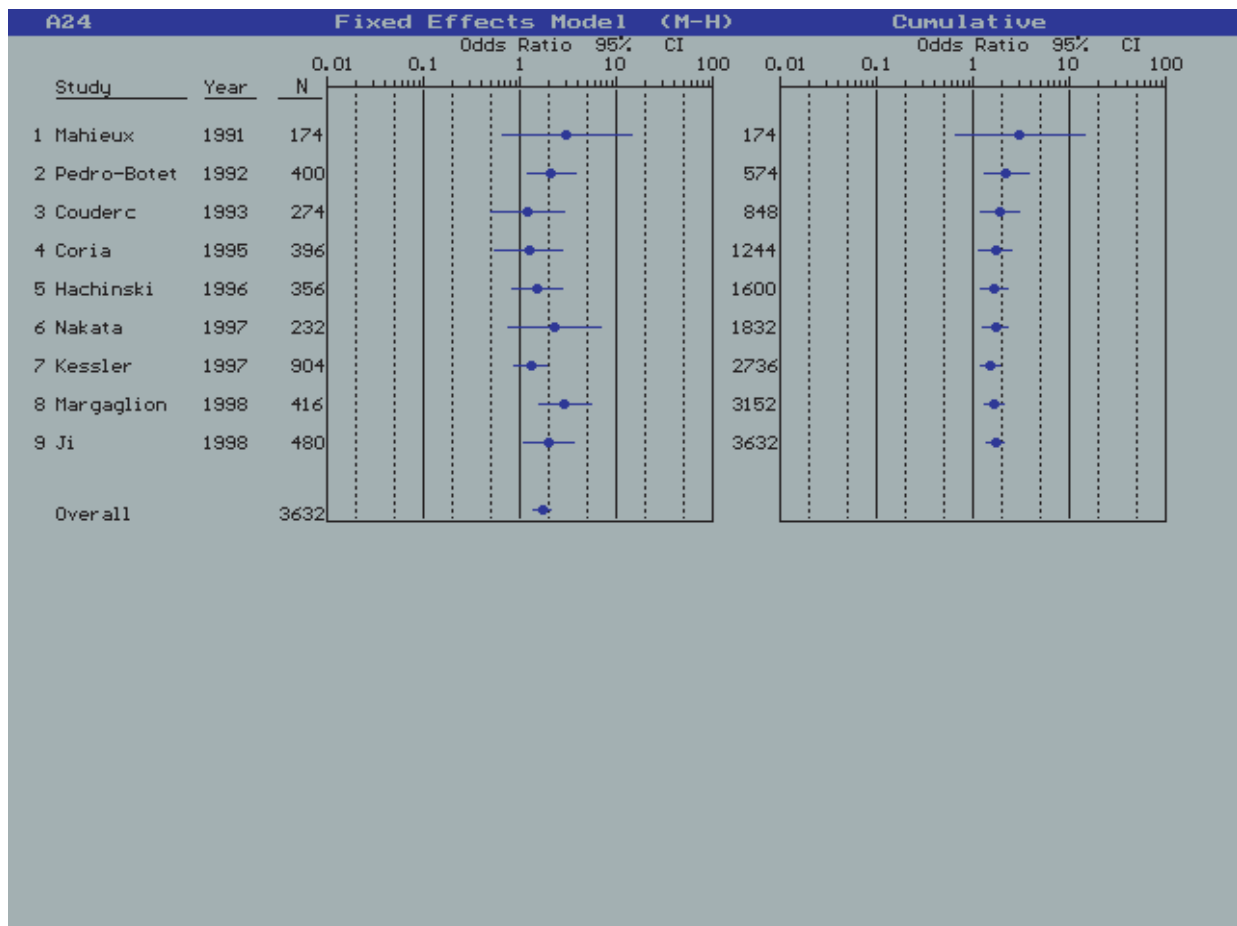 A24 Fixed Effects Model (M-H) Cumulative
Odds Ratio 95% CI Odds Ratio 95% CI
0.01 0.1 1 10 100 0.01 0.1 1 10 100
Study Year N
1 Mahieux 1991 174 174
2 Pedro-Botet 1992 400 574
3 Couderc 1993 274 848
4 Coria 1995 396 1244
5 Hachinski 1996 356 1600
6 Nakata 1997 232 1832
7 Kessler 1997 904 2736
8 Margaglion 1998 416 3152
9 Ji 1998 480 3632
Overall 3632